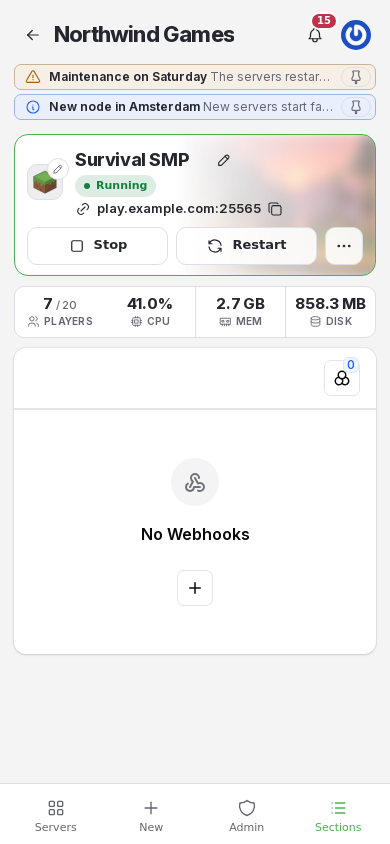 Northwind Games
15
Maintenance on Saturday The servers restar...
New node in Amsterdam New servers start fa...
Survival SMP
Running
play.example.com:25565
Stop
Restart
7 / 20
PLAYERS
41.0%
CPU
2.7 GB
MEM
858.3 MB
DISK
0
No Webhooks
Servers
New
Admin
Sections